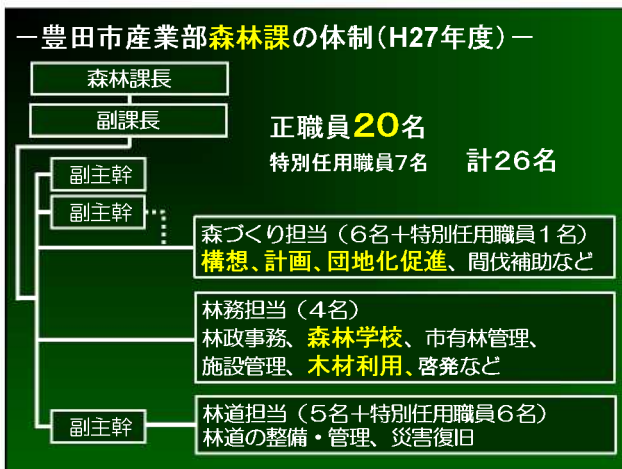 －豊田市産業部森林課の体制(H27年度)－
森林課長
副課長
正職員20名
特別任用職員7名 計26名
副主幹
副主幹
森づくり担当（6名＋特別任用職員1名）
構想、計画、団地化促進、間伐補助など
林務担当（4名）
林政事務、森林学校、市有林管理、
施設管理、木材利用、啓発など
副主幹
林道担当（5名＋特別任用職員6名）
林道の整備・管理、災害復旧